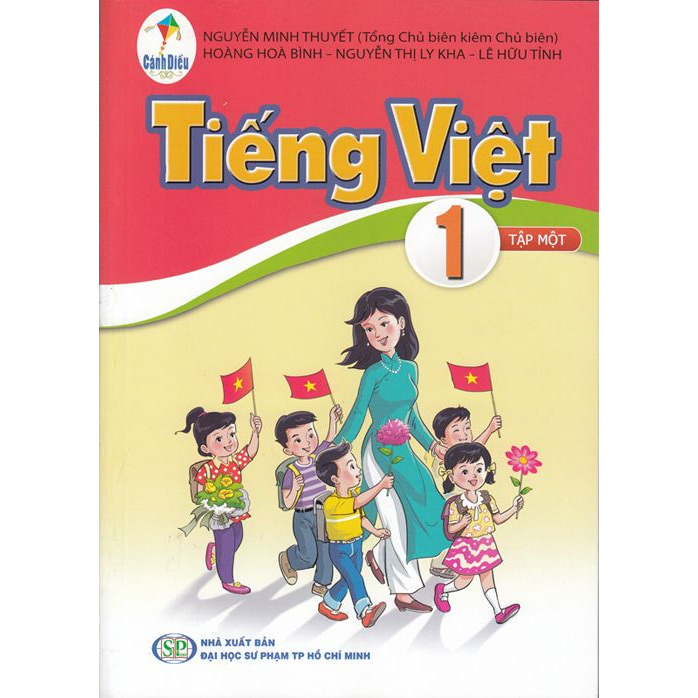 Cánh Diều
NGUYỄN MINH THUYẾT (Tổng Chủ biên kiêm Chủ biên)
HOÀNG HOÀ BÌNH – NGUYỄN THỊ LY KHA – LÊ HỮU TỈNH
Tiếng Việt
1
TẬP MỘT
SP
NHÀ XUẤT BẢN
ĐẠI HỌC SƯ PHẠM TP HỒ CHÍ MINH